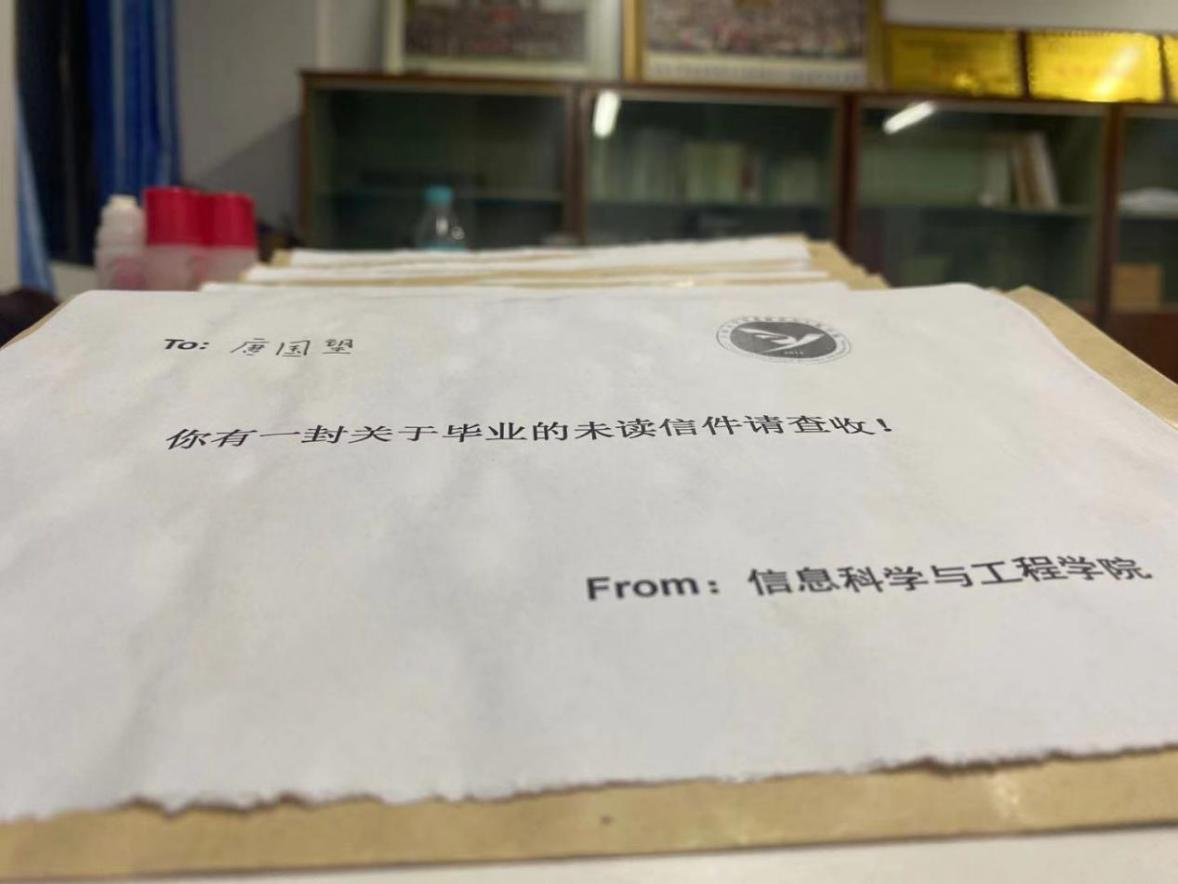 To: 唐国坚
你有一封关于毕业的未读信件请查收!
From：信息科学与工程学院